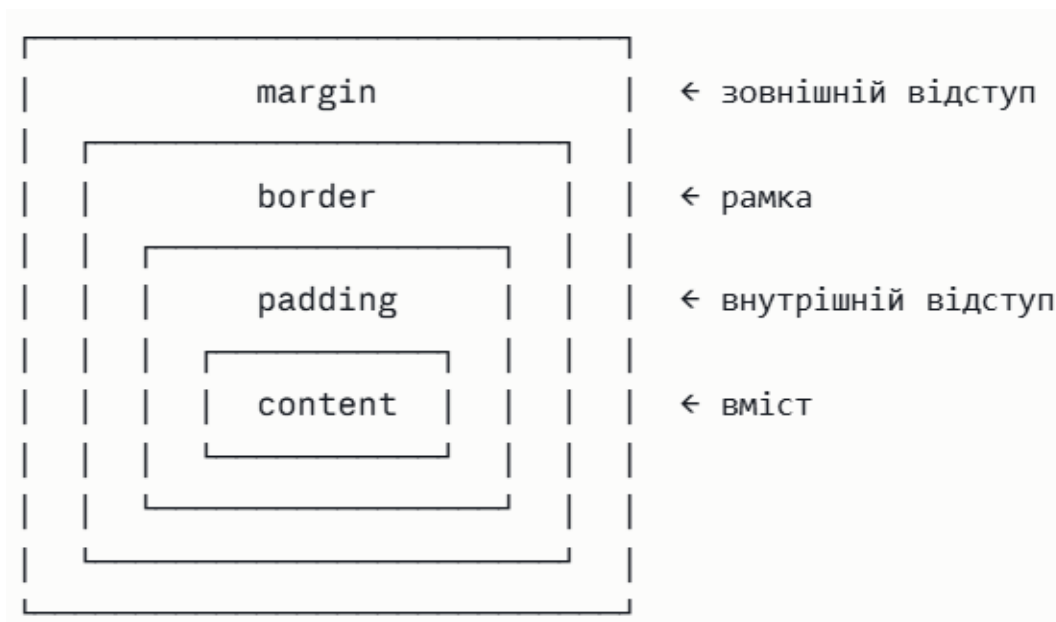 margin ← зовнішній відступ
border ← рамка
padding ← внутрішній відступ
content ← вміст